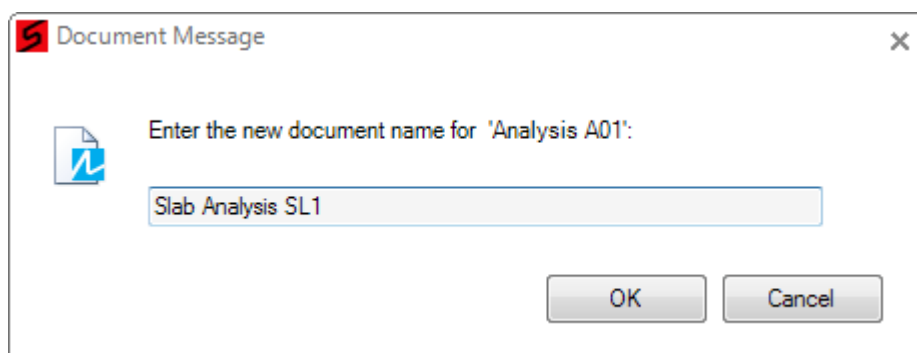 Document Message
Enter the new document name for 'Analysis A01':
Slab Analysis SL1
OK
Cancel